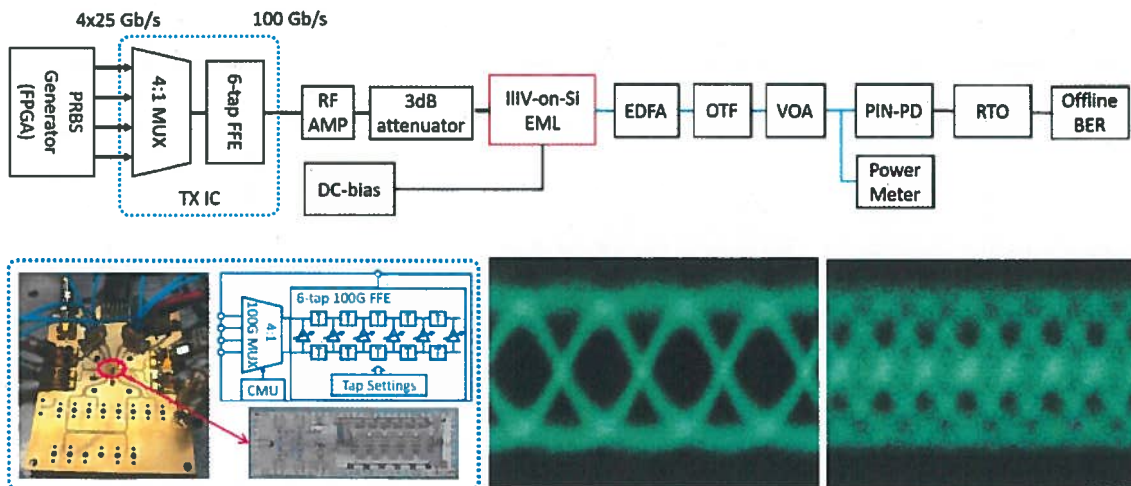 4x25 Gb/s
100 Gb/s
PRBS
Generator
(FPGA)
4:1 MUX
6-tap FFE
TX IC
RF
AMP
3dB
attenuator
IIIV-on-Si
EML
DC-bias
EDFA
OTF
VOA
PIN-PD
RTO
Offline
BER
Power
Meter
6-tap 100G FFE
4:1
100G MUX
T T T T T
T T T T T
CMU
Tap Settings